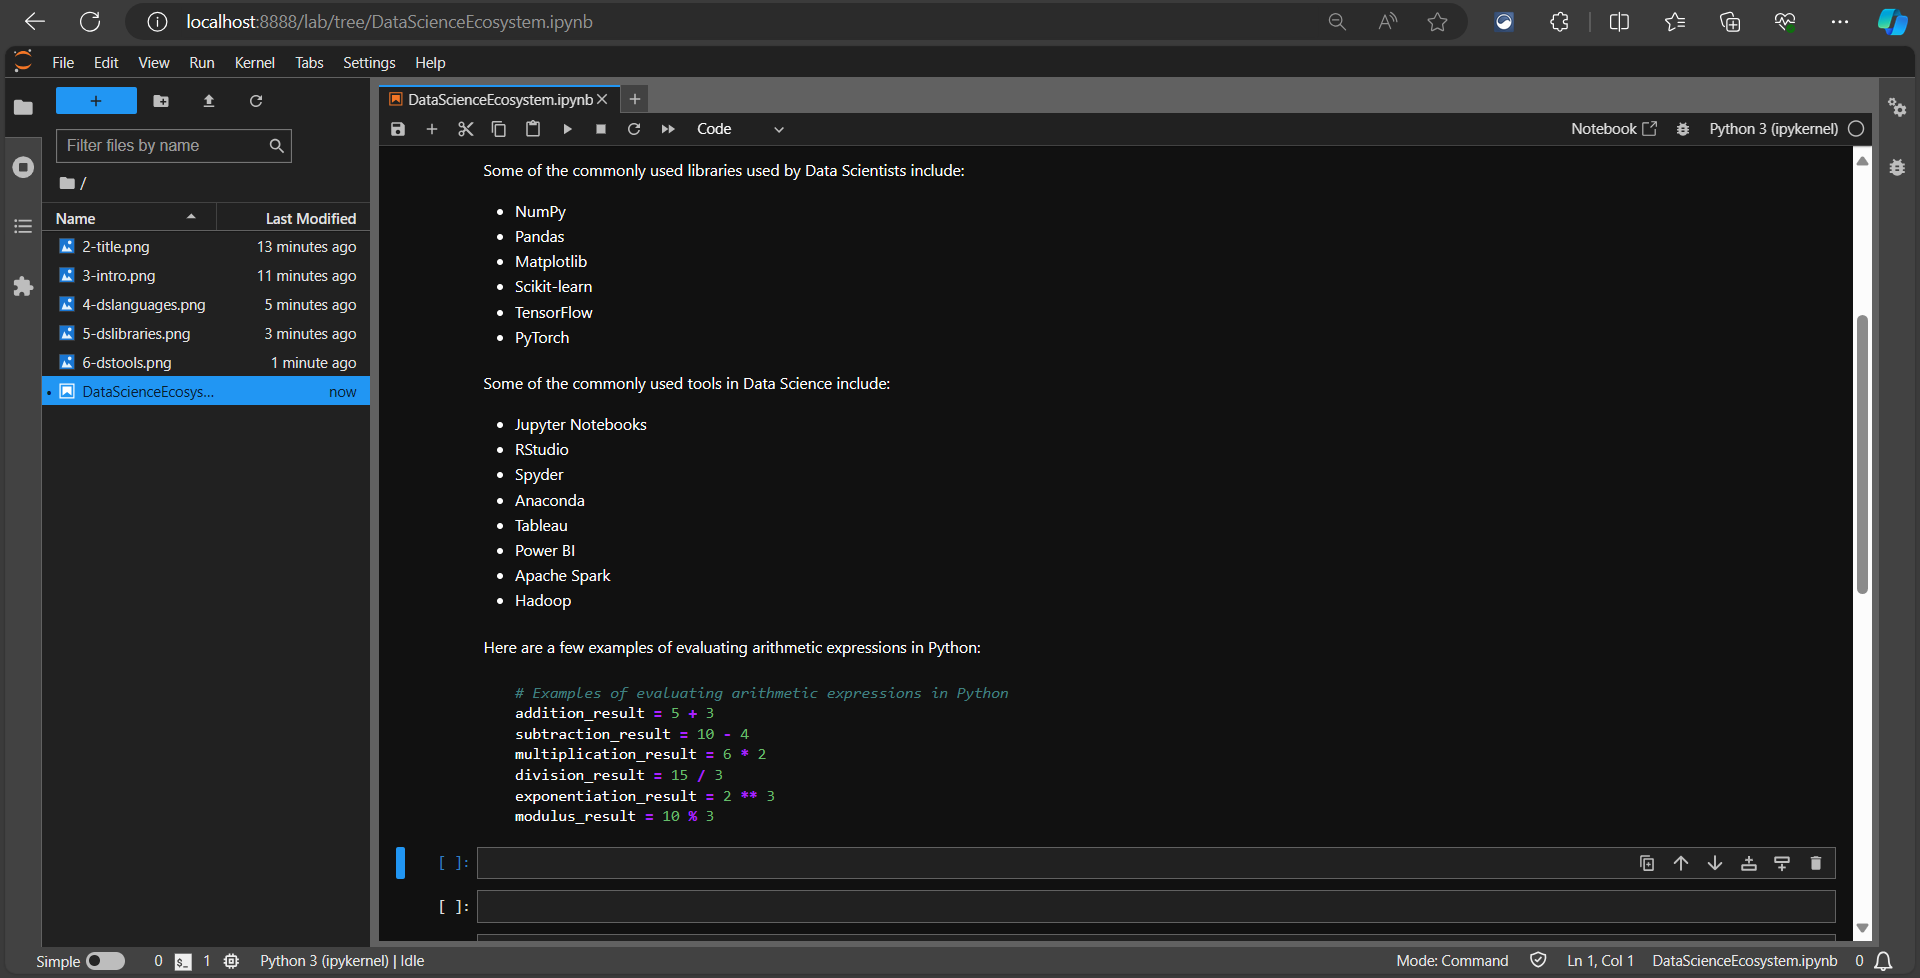 localhost:8888/lab/tree/DataScienceEcosystem.ipynb
File Edit View Run Kernel Tabs Settings Help
DataScienceEcosystem.ipynb
Filter files by name
Code
Notebook
Python 3 (ipykernel)
/
Name Last Modified
2-title.png 13 minutes ago
3-intro.png 11 minutes ago
4-dslanguages.png 5 minutes ago
5-dslibraries.png 3 minutes ago
6-dstools.png 1 minute ago
• DataScienceEcosys... now
Some of the commonly used libraries used by Data Scientists include:
• NumPy
• Pandas
• Matplotlib
• Scikit-learn
• TensorFlow
• PyTorch
Some of the commonly used tools in Data Science include:
• Jupyter Notebooks
• RStudio
• Spyder
• Anaconda
• Tableau
• Power BI
• Apache Spark
• Hadoop
Here are a few examples of evaluating arithmetic expressions in Python:
# Examples of evaluating arithmetic expressions in Python
addition_result = 5 + 3
subtraction_result = 10 - 4
multiplication_result = 6 * 2
division_result = 15 / 3
exponentiation_result = 2 ** 3
modulus_result = 10 % 3
[ ]:
[ ]:
Simple 0 $_ 1 Python 3 (ipykernel) | Idle Mode: Command Ln 1, Col 1 DataScienceEcosystem.ipynb 0